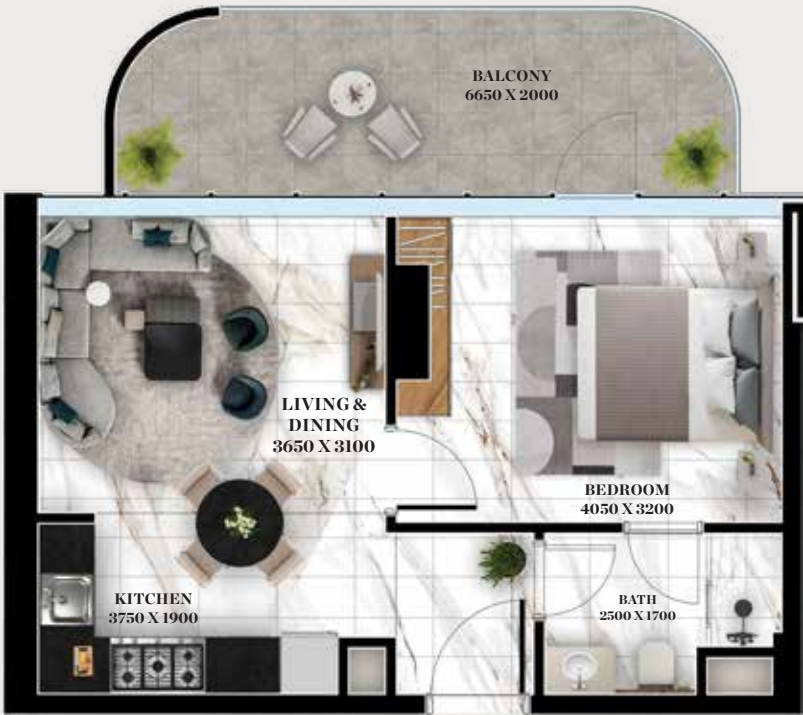 BALCONY
6650 X 2000
LIVING &
DINING
3650 X 3100
BEDROOM
4050 X 3200
KITCHEN
3750 X 1900
BATH
2500 X 1700